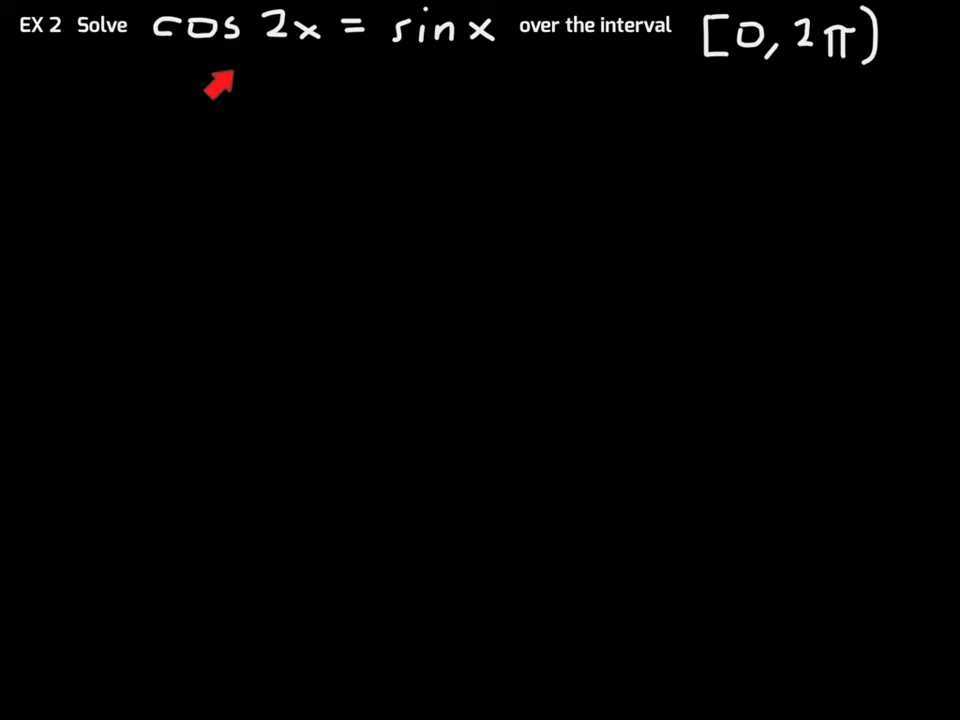 EX 2 Solve cos 2x = sin x over the interval [0, 2π)